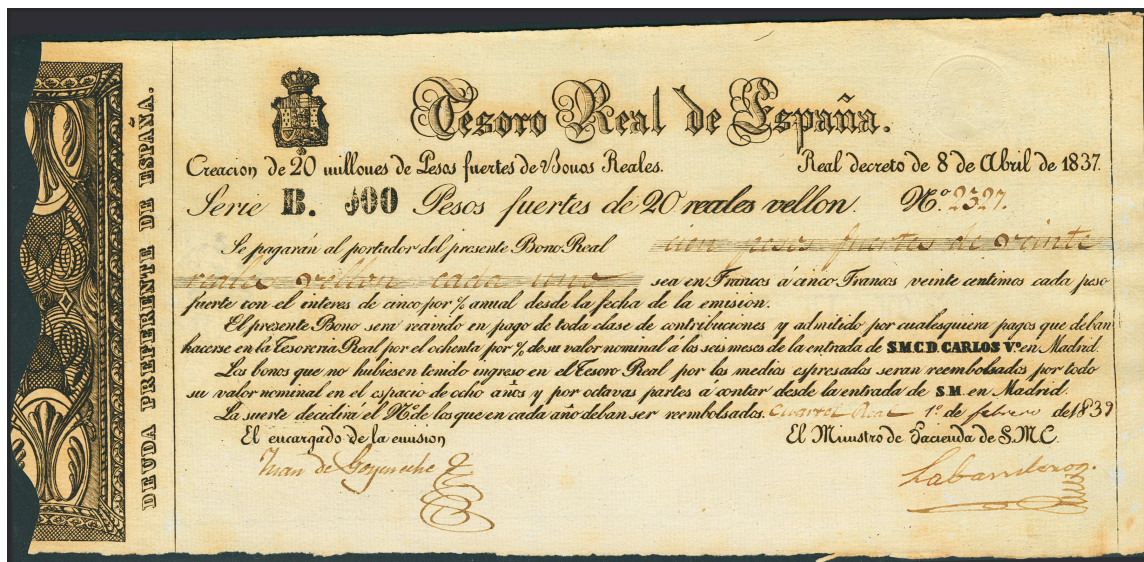 DEUDA PREFERENTE DE ESPAÑA.
Tesoro Real de España.
Creacion de 20 millones de Pesos fuertes de Bonos Reales. Real decreto de 8 de Abril de 1837.
Serie B. 100 Pesos fuertes de 20 reales vellon. N.º 2327.
Se pagarán al portador del presente Bono Real cien pesos fuertes de veinte
reales vellon cada uno sea en Francos á cinco Francos veinte centimos cada peso
fuerte con el interes de cinco por % anual desde la fecha de la emision.
El presente Bono sera recivido en pago de toda clase de contribuciones y admitido por cualesquiera pagos que deban
hacerse en la Tesoreria Real por el ochenta por % de su valor nominal á los seis meses de la entrada de S.M.C.D. CARLOS V.º en Madrid.
Los bonos que no hubiesen tenido ingreso en el Tesoro Real por los medios espresados seran reembolsados por todo
su valor nominal en el espacio de ocho años y por octavas partes á contar desde la entrada de S.M. en Madrid.
La suerte decidira el N.º de los que en cada año deban ser reembolsados. Cuartel Real 1º de febrero de 1839
El encargado de la emision El Ministro de Hacienda de S.M.C.
Juan de Goyeneche Labandero